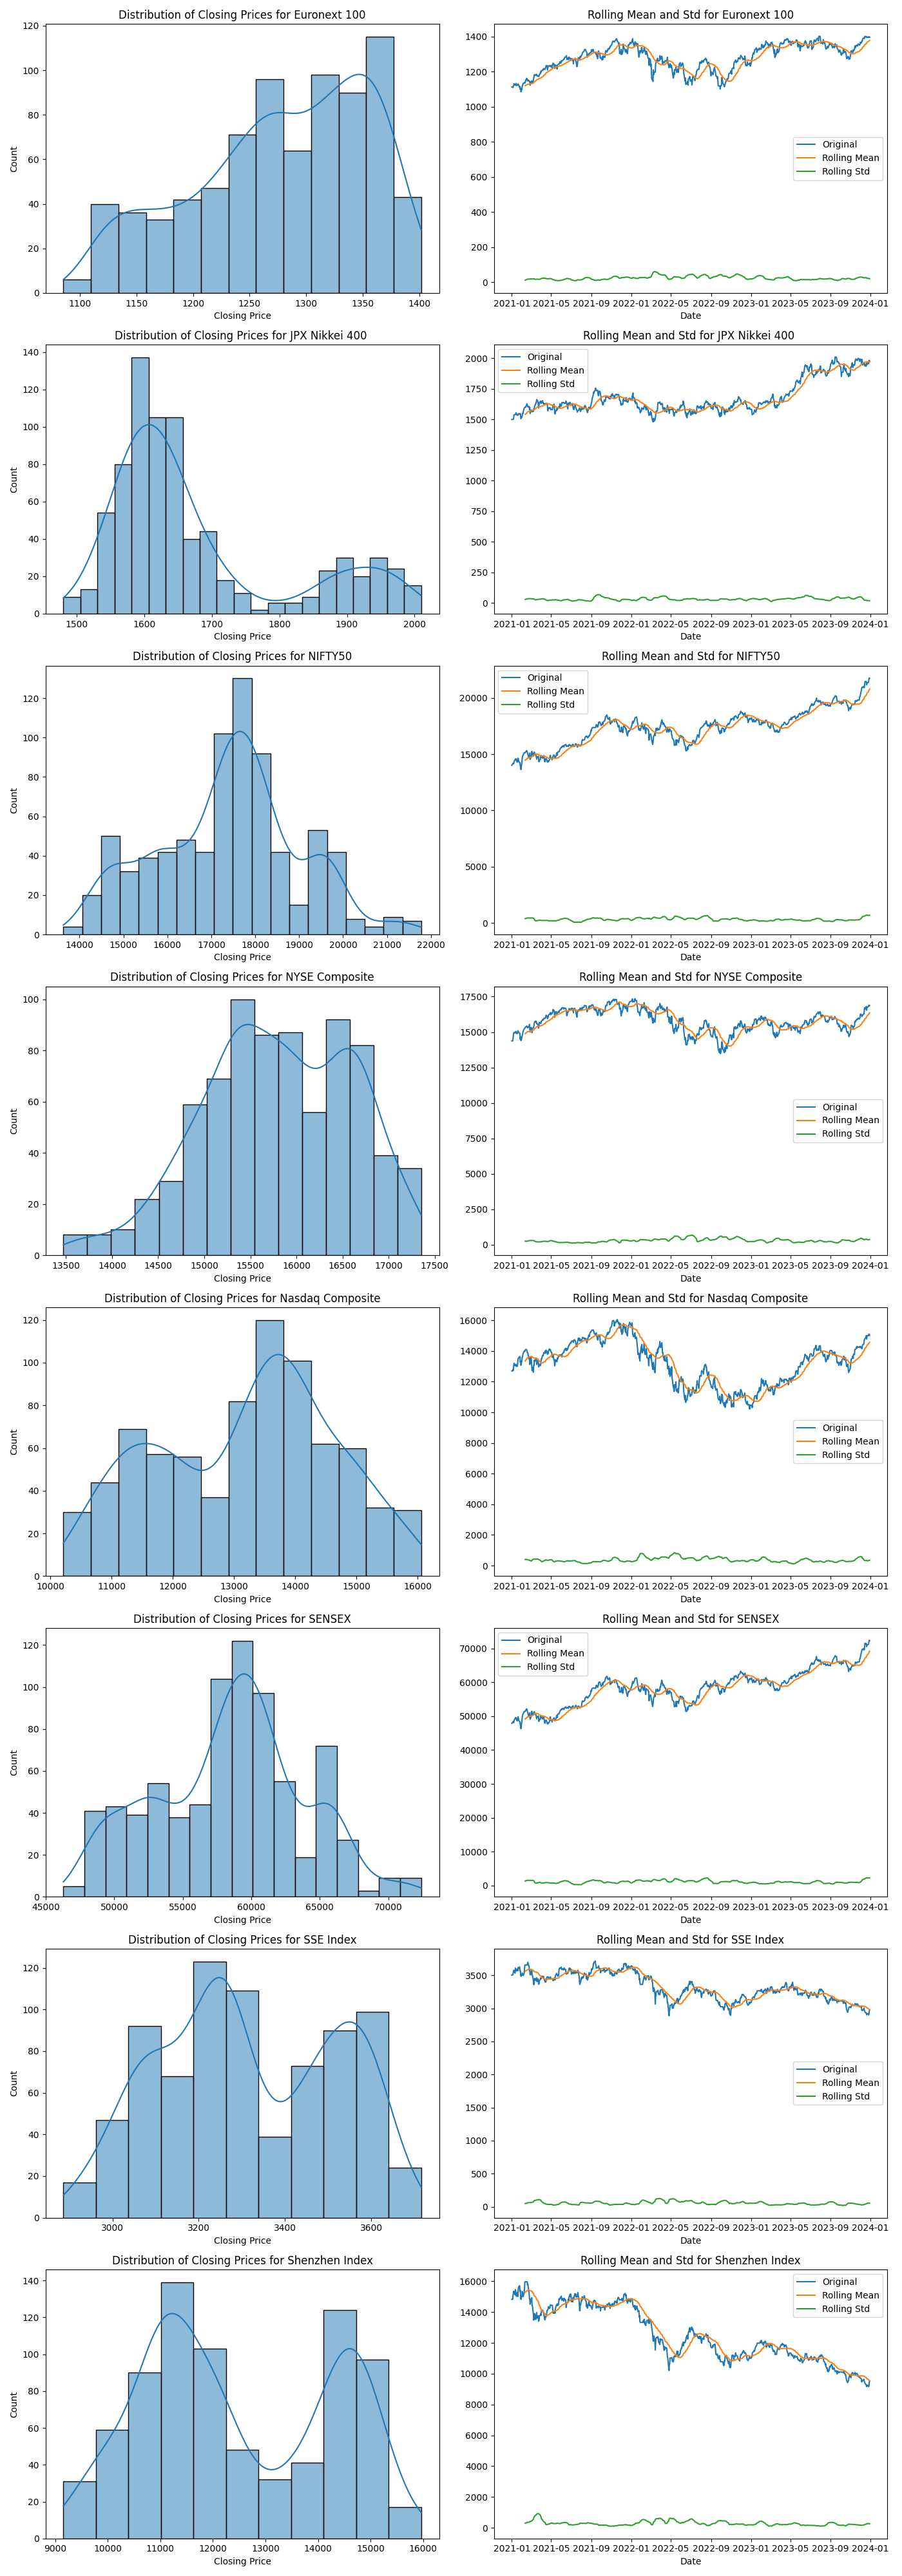 Distribution of Closing Prices for Euronext 100
Count
120
100
80
60
40
20
0
1100 1150 1200 1250 1300 1350 1400
Closing Price
Rolling Mean and Std for Euronext 100
1400
1200
1000
800
600
400
200
0
Original
Rolling Mean
Rolling Std
2021-01 2021-05 2021-09 2022-01 2022-05 2022-09 2023-01 2023-05 2023-09 2024-01
Date
Distribution of Closing Prices for JPX Nikkei 400
Count
140
120
100
80
60
40
20
0
1500 1600 1700 1800 1900 2000
Closing Price
Rolling Mean and Std for JPX Nikkei 400
2000
1750
1500
1250
1000
750
500
250
0
Original
Rolling Mean
Rolling Std
2021-01 2021-05 2021-09 2022-01 2022-05 2022-09 2023-01 2023-05 2023-09 2024-01
Date
Distribution of Closing Prices for NIFTY50
Count
120
100
80
60
40
20
0
14000 15000 16000 17000 18000 19000 20000 21000 22000
Closing Price
Rolling Mean and Std for NIFTY50
20000
15000
10000
5000
0
Original
Rolling Mean
Rolling Std
2021-01 2021-05 2021-09 2022-01 2022-05 2022-09 2023-01 2023-05 2023-09 2024-01
Date
Distribution of Closing Prices for NYSE Composite
Count
100
80
60
40
20
0
13500 14000 14500 15000 15500 16000 16500 17000 17500
Closing Price
Rolling Mean and Std for NYSE Composite
17500
15000
12500
10000
7500
5000
2500
0
Original
Rolling Mean
Rolling Std
2021-01 2021-05 2021-09 2022-01 2022-05 2022-09 2023-01 2023-05 2023-09 2024-01
Date
Distribution of Closing Prices for Nasdaq Composite
Count
120
100
80
60
40
20
0
10000 11000 12000 13000 14000 15000 16000
Closing Price
Rolling Mean and Std for Nasdaq Composite
16000
14000
12000
10000
8000
6000
4000
2000
0
Original
Rolling Mean
Rolling Std
2021-01 2021-05 2021-09 2022-01 2022-05 2022-09 2023-01 2023-05 2023-09 2024-01
Date
Distribution of Closing Prices for SENSEX
Count
120
100
80
60
40
20
0
45000 50000 55000 60000 65000 70000
Closing Price
Rolling Mean and Std for SENSEX
70000
60000
50000
40000
30000
20000
10000
0
Original
Rolling Mean
Rolling Std
2021-01 2021-05 2021-09 2022-01 2022-05 2022-09 2023-01 2023-05 2023-09 2024-01
Date
Distribution of Closing Prices for SSE Index
Count
120
100
80
60
40
20
0
3000 3200 3400 3600
Closing Price
Rolling Mean and Std for SSE Index
3500
3000
2500
2000
1500
1000
500
0
Original
Rolling Mean
Rolling Std
2021-01 2021-05 2021-09 2022-01 2022-05 2022-09 2023-01 2023-05 2023-09 2024-01
Date
Distribution of Closing Prices for Shenzhen Index
Count
140
120
100
80
60
40
20
0
9000 10000 11000 12000 13000 14000 15000 16000
Closing Price
Rolling Mean and Std for Shenzhen Index
16000
14000
12000
10000
8000
6000
4000
2000
0
Original
Rolling Mean
Rolling Std
2021-01 2021-05 2021-09 2022-01 2022-05 2022-09 2023-01 2023-05 2023-09 2024-01
Date